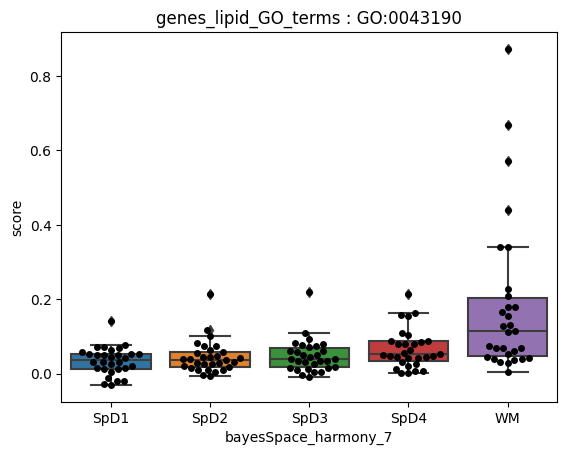 genes_lipid_GO_terms : GO:0043190
0.8
0.6
0.4
0.2
0.0
score
SpD1 SpD2 SpD3 SpD4 WM
bayesSpace_harmony_7